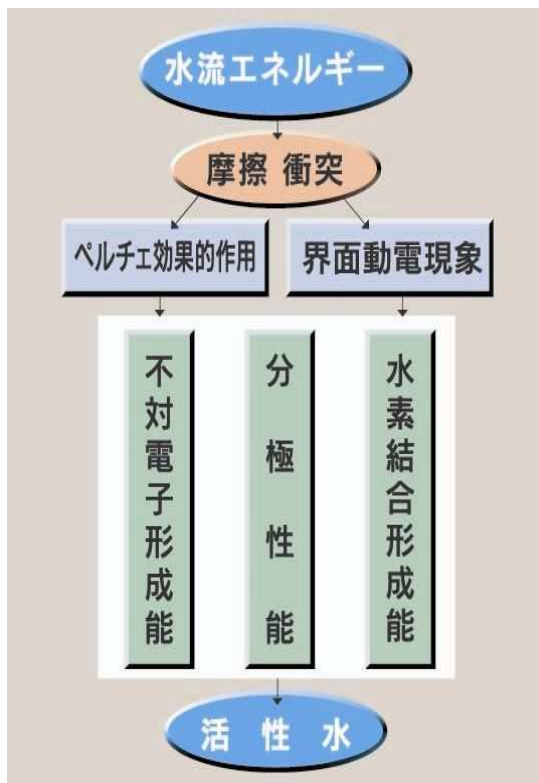 水流エネルギー
摩擦 衝突
ペルチェ効果的作用
界面動電現象
不対電子形成能
分極性能
水素結合形成能
活性水